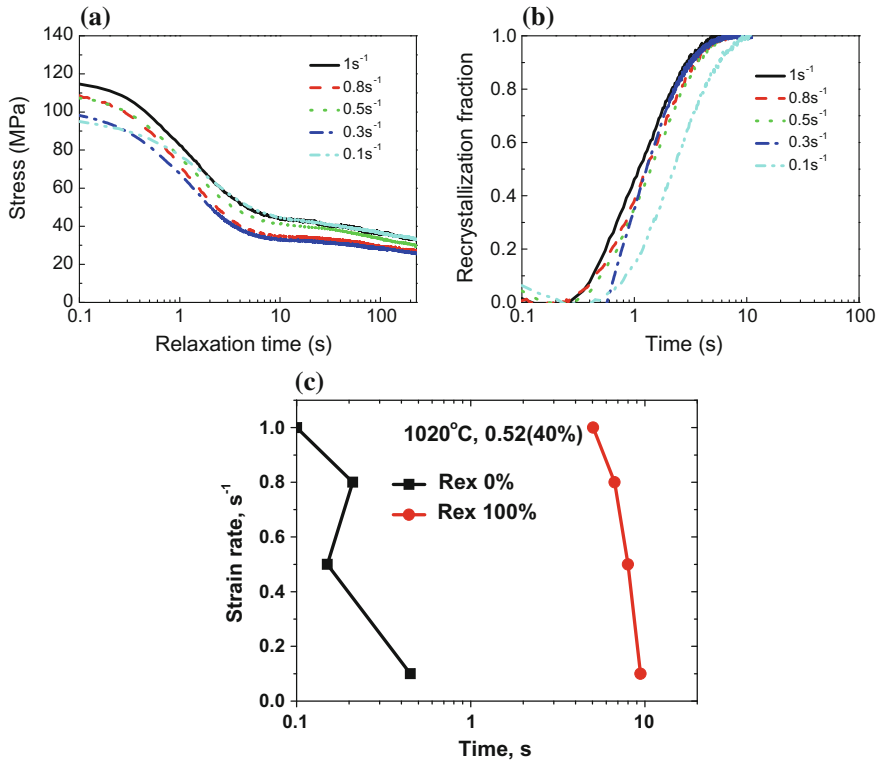 (a)
140
120
100
80
60
40
20
0
0.1
1
10
100
Stress (MPa)
Relaxation time (s)
1s⁻¹
0.8s⁻¹
0.5s⁻¹
0.3s⁻¹
0.1s⁻¹
(b)
1.0
0.8
0.6
0.4
0.2
0.0
0.1
1
10
100
Recrystallization fraction
Time (s)
1s⁻¹
0.8s⁻¹
0.5s⁻¹
0.3s⁻¹
0.1s⁻¹
(c)
1.0
0.8
0.6
0.4
0.2
0.0
0.1
1
10
Strain rate, s⁻¹
Time, s
1020°C, 0.52(40%)
Rex 0%
Rex 100%